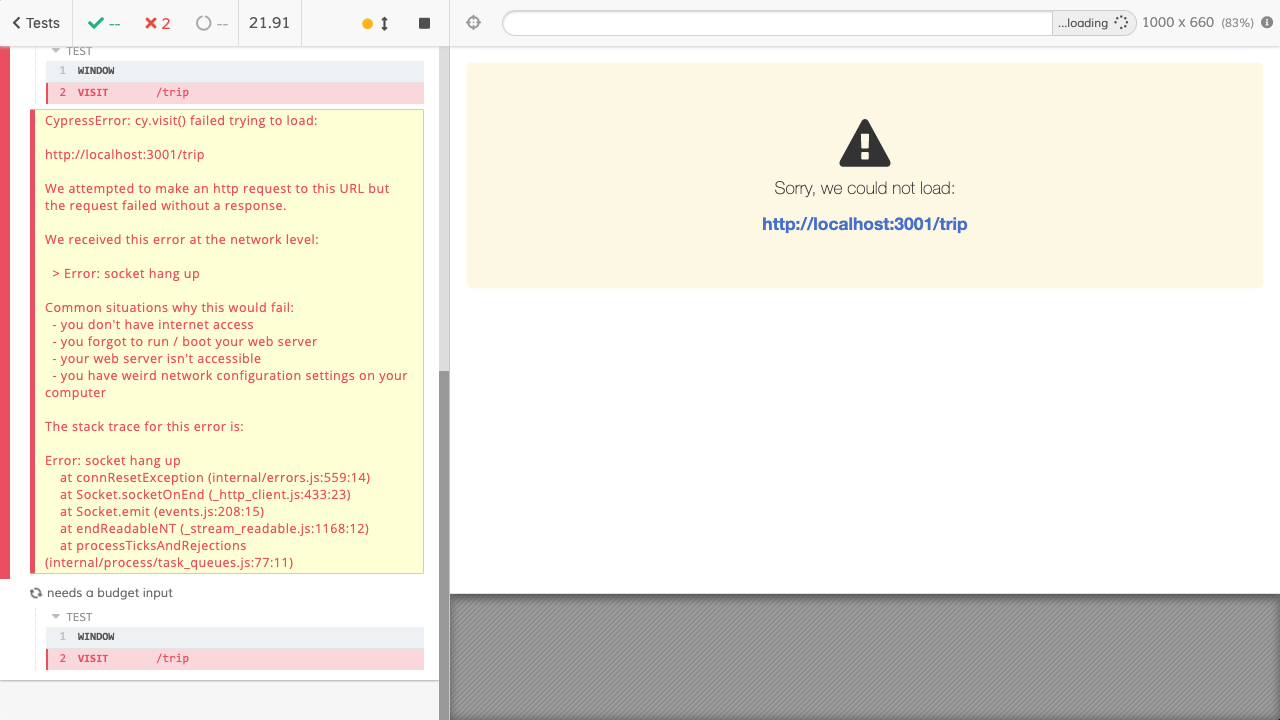 Tests
--
2
--
21.91
...loading
1000 x 660 (83%)
TEST
1 WINDOW
2 VISIT /trip
CypressError: cy.visit() failed trying to load:
http://localhost:3001/trip
We attempted to make an http request to this URL but
the request failed without a response.
We received this error at the network level:
> Error: socket hang up
Common situations why this would fail:
- you don't have internet access
- you forgot to run / boot your web server
- your web server isn't accessible
- you have weird network configuration settings on your
computer
The stack trace for this error is:
Error: socket hang up
at connResetException (internal/errors.js:559:14)
at Socket.socketOnEnd (_http_client.js:433:23)
at Socket.emit (events.js:208:15)
at endReadableNT (_stream_readable.js:1168:12)
at processTicksAndRejections
(internal/process/task_queues.js:77:11)
needs a budget input
TEST
1 WINDOW
2 VISIT /trip
Sorry, we could not load:
http://localhost:3001/trip